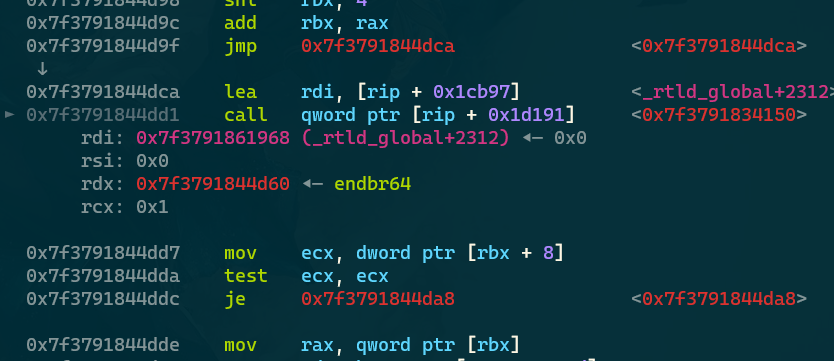 0x7f3791844d98 shl rbx, 4
0x7f3791844d9c add rbx, rax
0x7f3791844d9f jmp 0x7f3791844dca <0x7f3791844dca>
↓
0x7f3791844dca lea rdi, [rip + 0x1cb97] <_rtld_global+2312>
► 0x7f3791844dd1 call qword ptr [rip + 0x1d191] <0x7f3791834150>
rdi: 0x7f3791861968 (_rtld_global+2312) ◂— 0x0
rsi: 0x0
rdx: 0x7f3791844d60 ◂— endbr64
rcx: 0x1
0x7f3791844dd7 mov ecx, dword ptr [rbx + 8]
0x7f3791844dda test ecx, ecx
0x7f3791844ddc je 0x7f3791844da8 <0x7f3791844da8>
0x7f3791844dde mov rax, qword ptr [rbx]